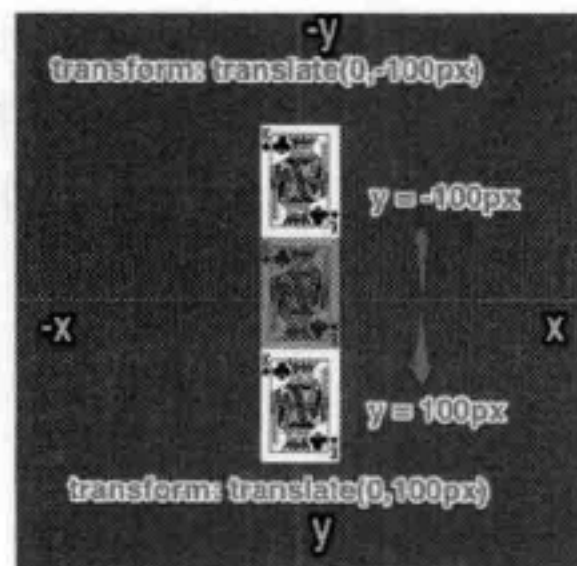 -y
transform: translate(0,-100px)
y = -100px
-x
x
y = 100px
transform: translate(0,100px)
y